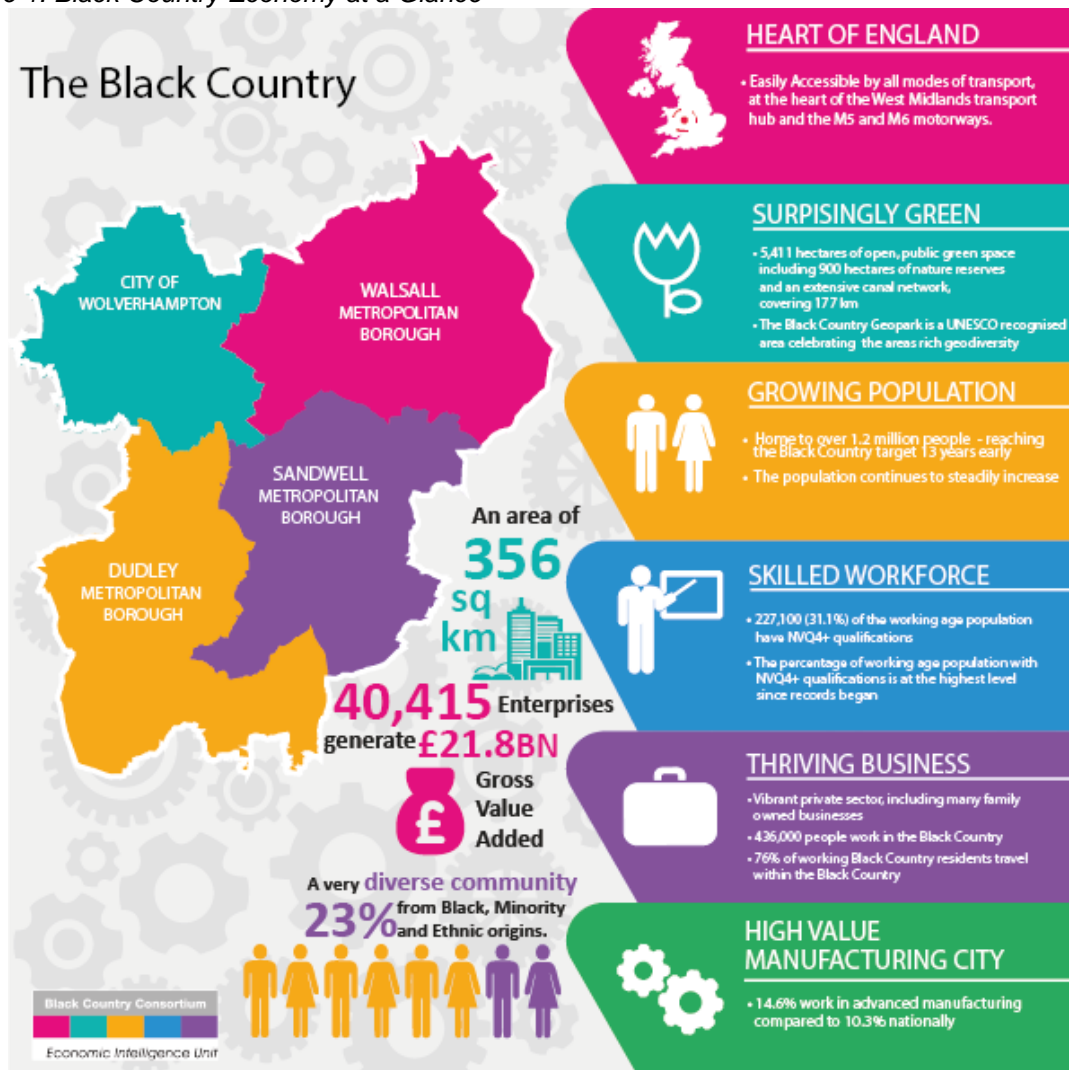 Black Country Economy at a Glance
The Black Country
CITY OF
WOLVERHAMPTON
WALSALL
METROPOLITAN
BOROUGH
SANDWELL
METROPOLITAN
BOROUGH
DUDLEY
METROPOLITAN
BOROUGH
An area of
356
sq
km
40,415 Enterprises
generate £21.8BN
£
Gross
Value
Added
A very diverse community
23% from Black, Minority
and Ethnic origins.
Black Country Consortium
Economic Intelligence Unit
HEART OF ENGLAND
• Easily Accessible by all modes of transport,
at the heart of the West Midlands transport
hub and the M5 and M6 motorways.
SURPISINGLY GREEN
• 5,411 hectares of open, public green space
including 900 hectares of nature reserves
and an extensive canal network,
covering 177 km
• The Black Country Geopark is a UNESCO recognised
area celebrating the areas rich geodiversity
GROWING POPULATION
• Home to over 1.2 million people - reaching
the Black Country target 13 years early
• The population continues to steadily increase
SKILLED WORKFORCE
• 227,100 (31.1%) of the working age population
have NVQ4+ qualifications
• The percentage of working age population with
NVQ4+ qualifications is at the highest level
since records began
THRIVING BUSINESS
• Vibrant private sector, including many family
owned businesses
• 436,000 people work in the Black Country
• 76% of working Black Country residents travel
within the Black Country
HIGH VALUE
MANUFACTURING CITY
• 14.6% work in advanced manufacturing
compared to 10.3% nationally